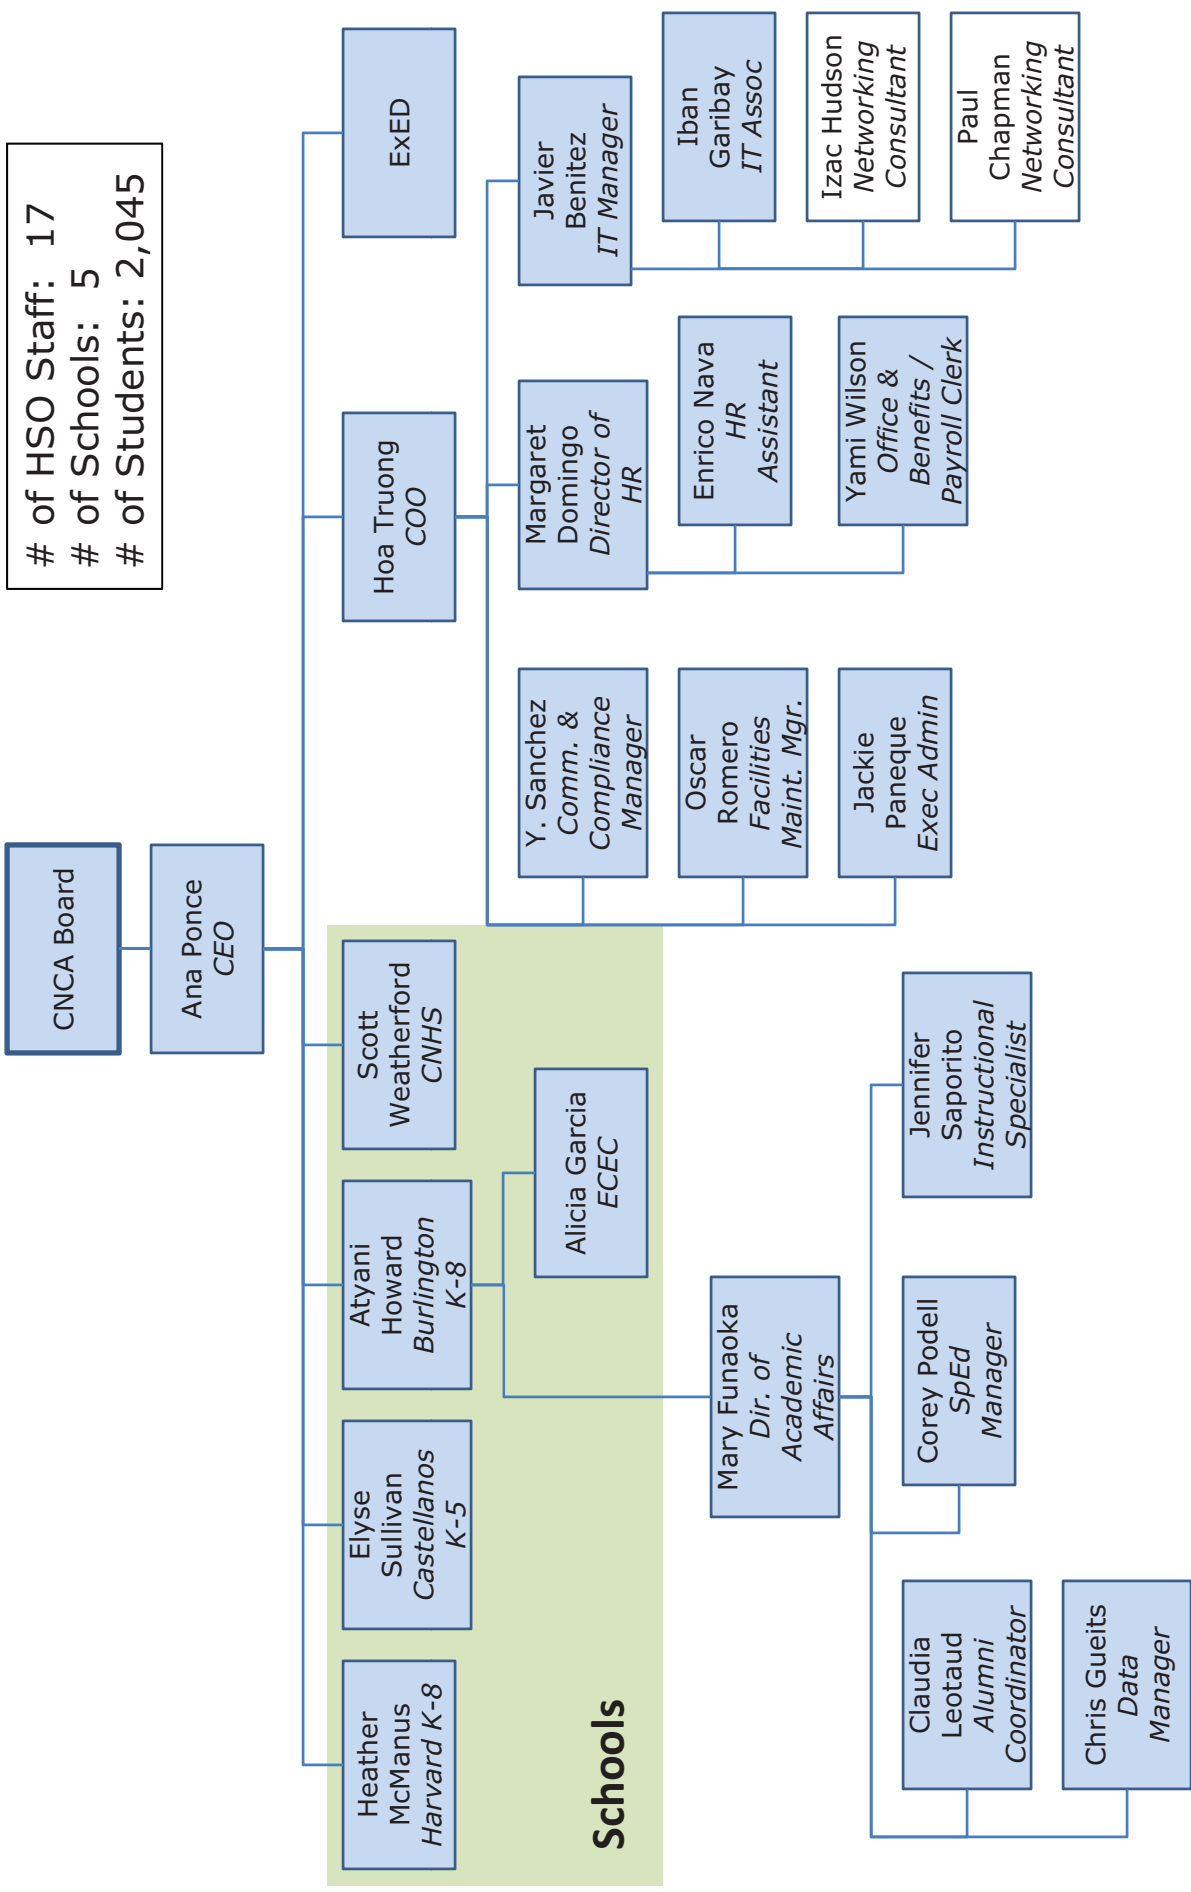 # of HSO Staff: 17
# of Schools: 5
# of Students: 2,045
CNCA Board
Ana Ponce
CEO
Heather
McManus
Harvard K-8
Elyse
Sullivan
Castellanos
K-5
Atyani
Howard
Burlington
K-8
Scott
Weatherford
CNHS
Hoa Truong
COO
ExED
Alicia Garcia
ECEC
Schools
Y. Sanchez
Comm. &
Compliance
Manager
Margaret
Domingo
Director of
HR
Javier
Benitez
IT Manager
Oscar
Romero
Facilities
Maint. Mgr.
Enrico Nava
HR
Assistant
Iban
Garibay
IT Assoc
Jackie
Paneque
Exec Admin
Yami Wilson
Office &
Benefits /
Payroll Clerk
Izac Hudson
Networking
Consultant
Paul
Chapman
Networking
Consultant
Mary Funaoka
Dir. of
Academic
Affairs
Claudia
Leotaud
Alumni
Coordinator
Corey Podell
SpEd
Manager
Jennifer
Saporito
Instructional
Specialist
Chris Gueits
Data
Manager